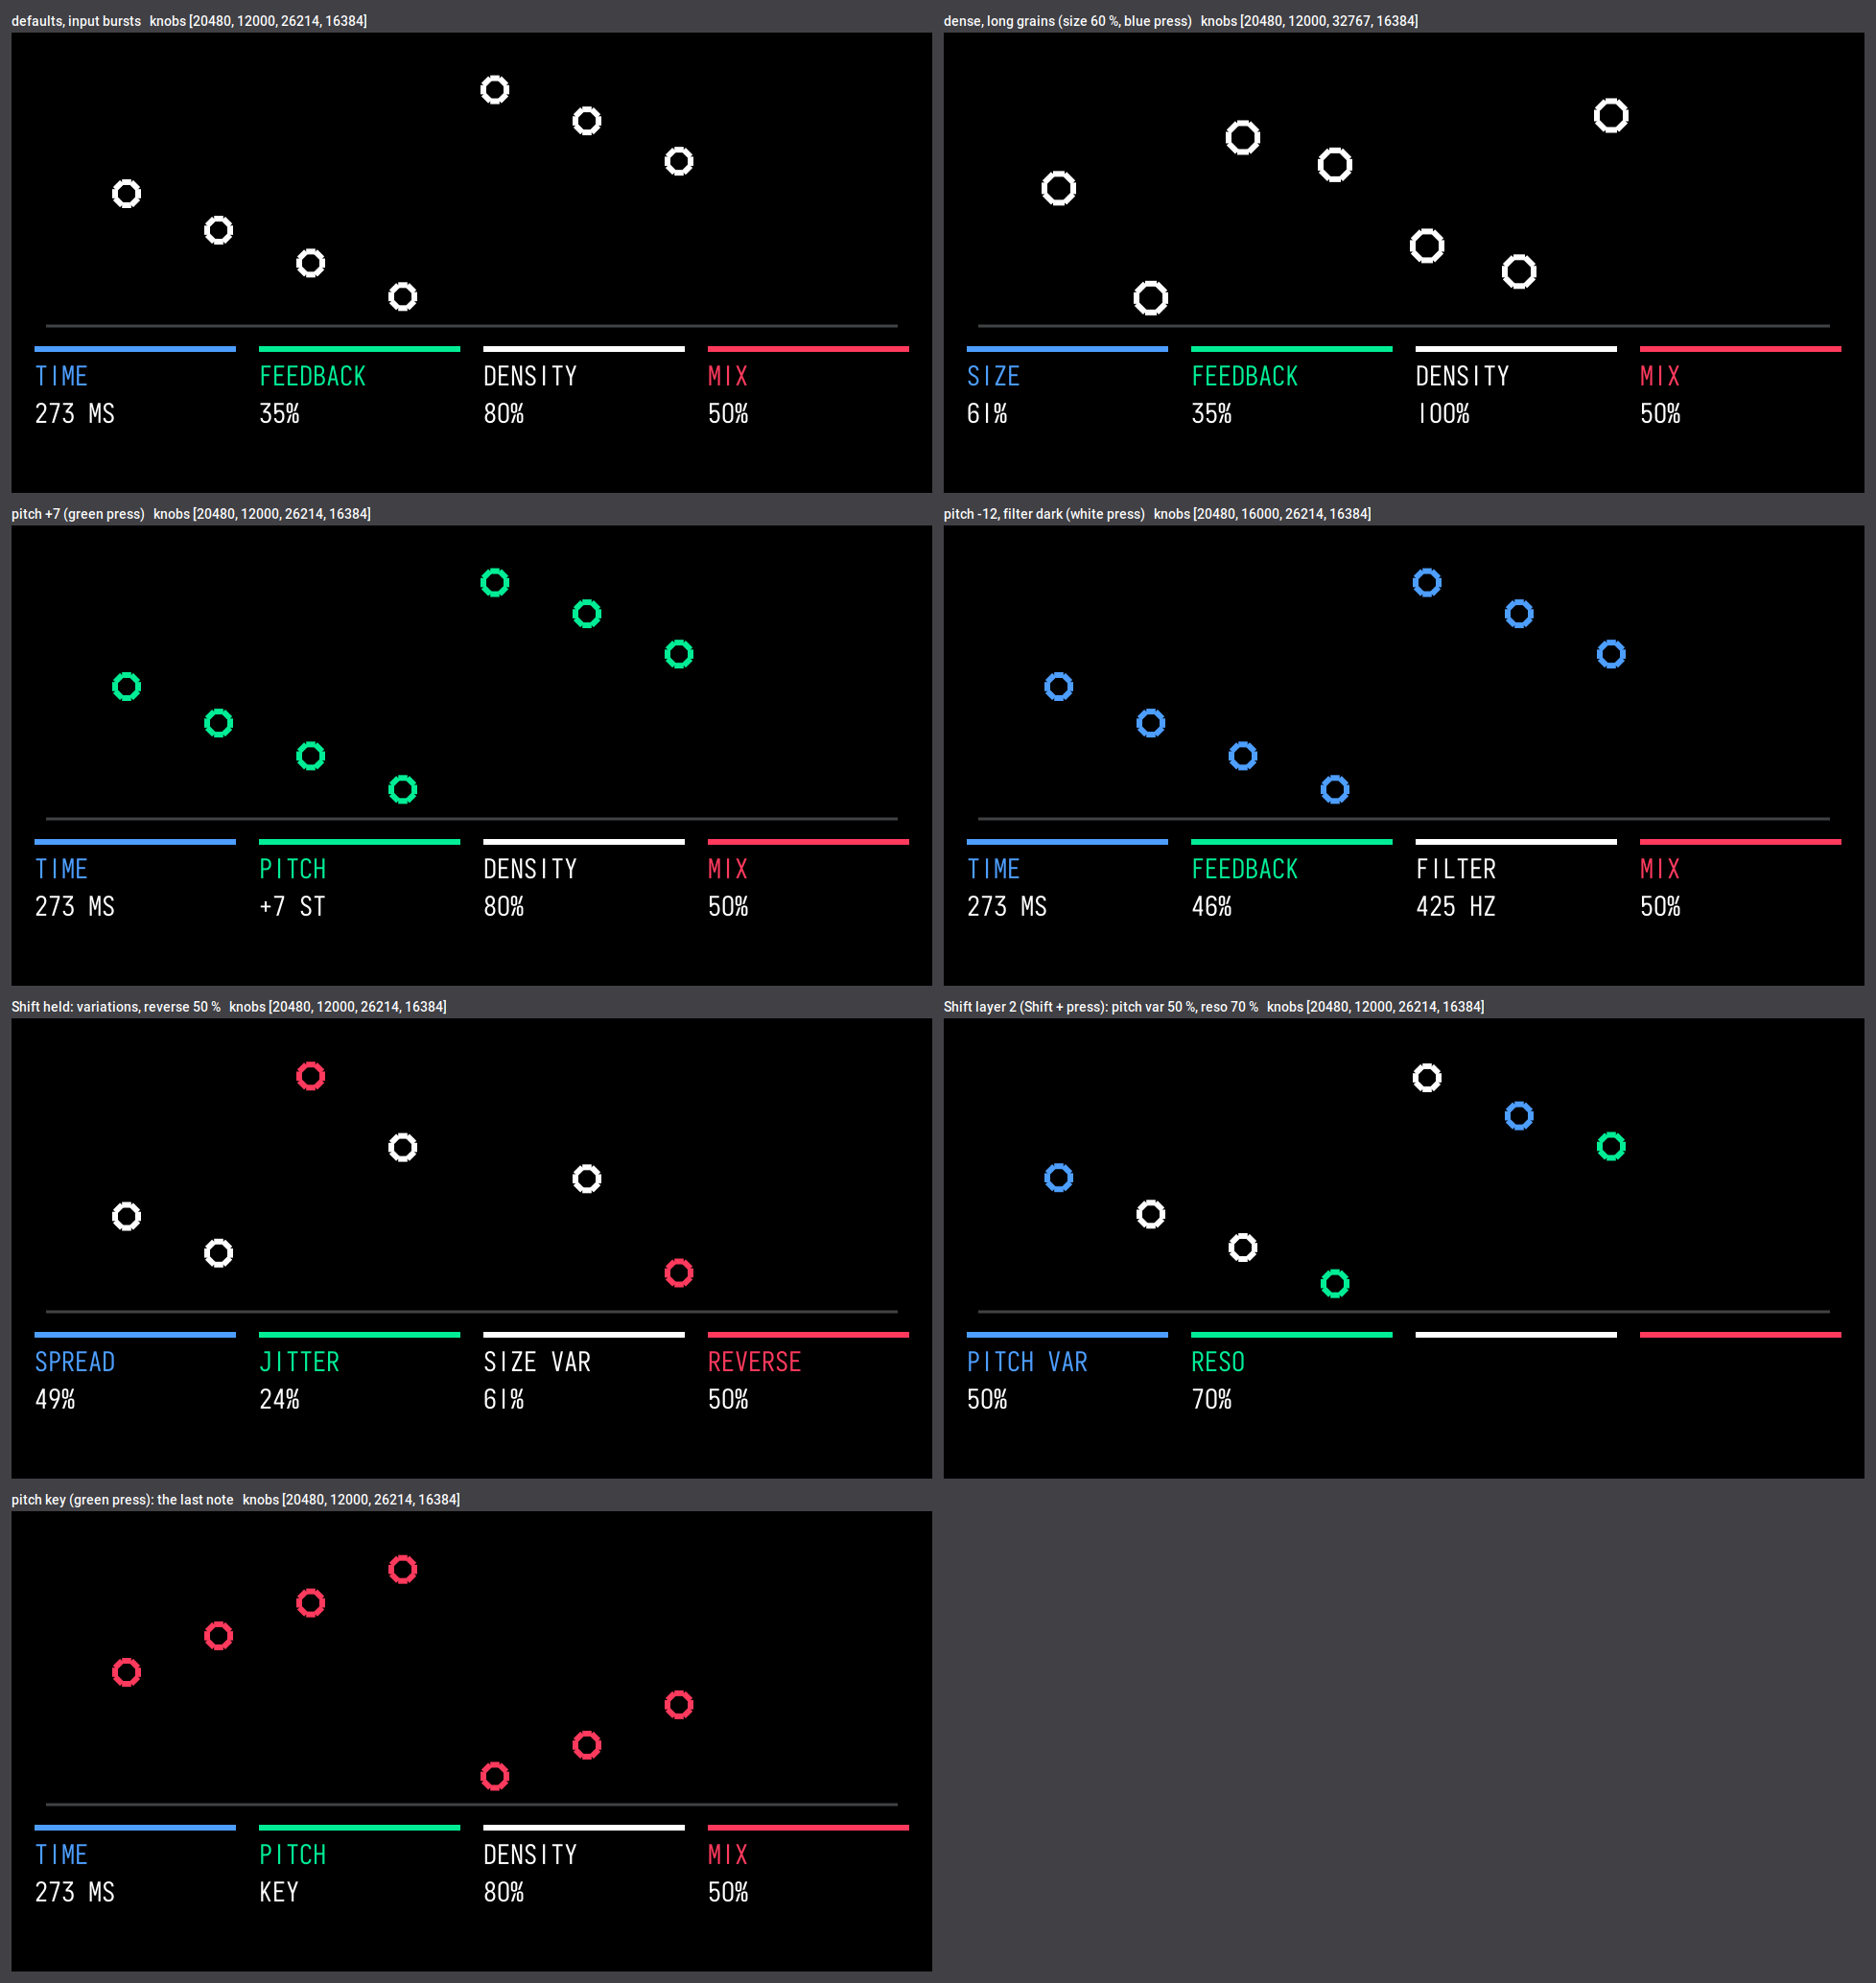 defaults, input bursts knobs [20480, 12000, 26214, 16384]
TIME FEEDBACK DENSITY MIX
273 MS 35% 80% 50%
dense, long grains (size 60 %, blue press) knobs [20480, 12000, 32767, 16384]
SIZE FEEDBACK DENSITY MIX
61% 35% 100% 50%
pitch +7 (green press) knobs [20480, 12000, 26214, 16384]
TIME PITCH DENSITY MIX
273 MS +7 ST 80% 50%
pitch -12, filter dark (white press) knobs [20480, 16000, 26214, 16384]
TIME FEEDBACK FILTER MIX
273 MS 46% 425 HZ 50%
Shift held: variations, reverse 50 % knobs [20480, 12000, 26214, 16384]
SPREAD JITTER SIZE VAR REVERSE
49% 24% 61% 50%
Shift layer 2 (Shift + press): pitch var 50 %, reso 70 % knobs [20480, 12000, 26214, 16384]
PITCH VAR RESO
50% 70%
pitch key (green press): the last note knobs [20480, 12000, 26214, 16384]
TIME PITCH DENSITY MIX
273 MS KEY 80% 50%